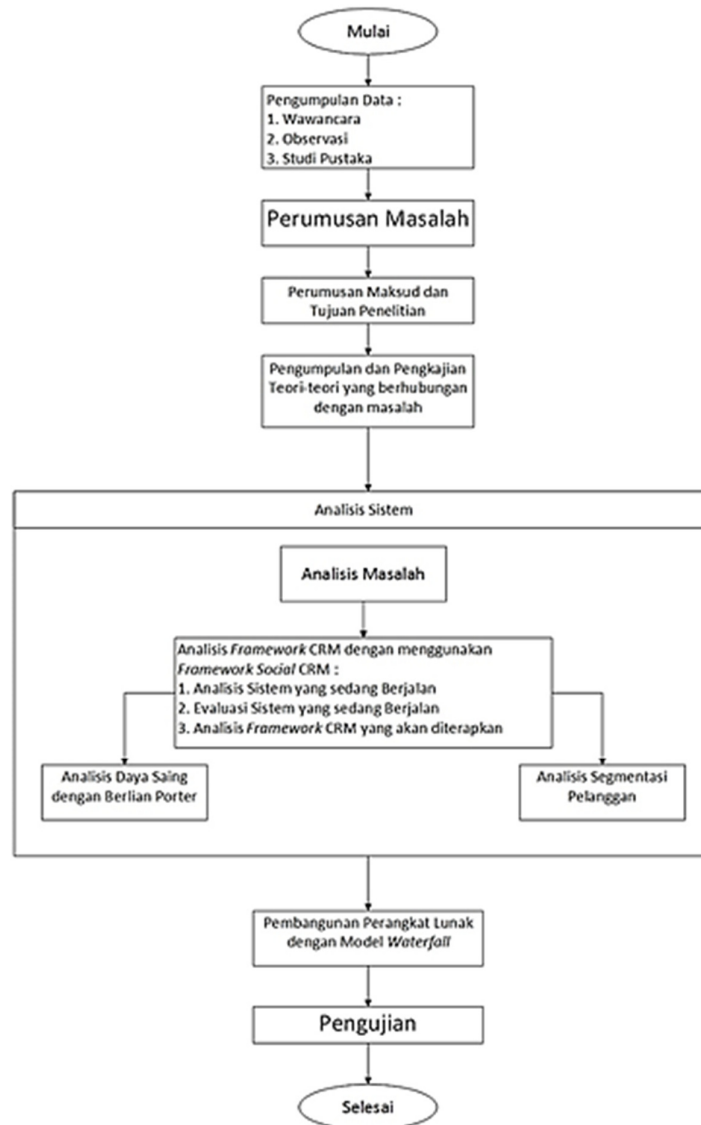 Mulai
Pengumpulan Data :
1. Wawancara
2. Observasi
3. Studi Pustaka
Perumusan Masalah
Perumusan Maksud dan
Tujuan Penelitian
Pengumpulan dan Pengkajian
Teori-teori yang berhubungan
dengan masalah
Analisis Sistem
Analisis Masalah
Analisis Framework CRM dengan menggunakan
Framework Social CRM :
1. Analisis Sistem yang sedang Berjalan
2. Evaluasi Sistem yang sedang Berjalan
3. Analisis Framework CRM yang akan diterapkan
Analisis Daya Saing
dengan Berlian Porter
Analisis Segmentasi
Pelanggan
Pembangunan Perangkat Lunak
dengan Model Waterfall
Pengujian
Selesai